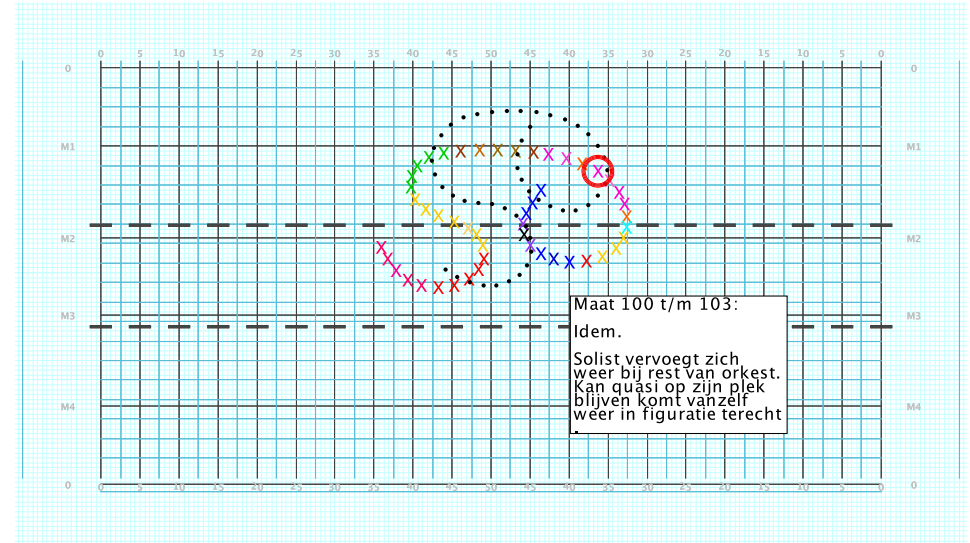 0 5 10 15 20 25 30 35 40 45 50 45 40 35 30 25 20 15 10 5 0
0 0
M1 M1
M2 M2
M3 M3
Maat 100 t/m 103:
Idem.
Solist vervoegt zich
weer bij rest van orkest.
Kan quasi op zijn plek
blijven komt vanzelf
weer in figuratie terecht
.
M4 M4
0 0
0 5 10 15 20 25 30 35 40 45 50 45 40 35 30 25 20 15 10 5 0